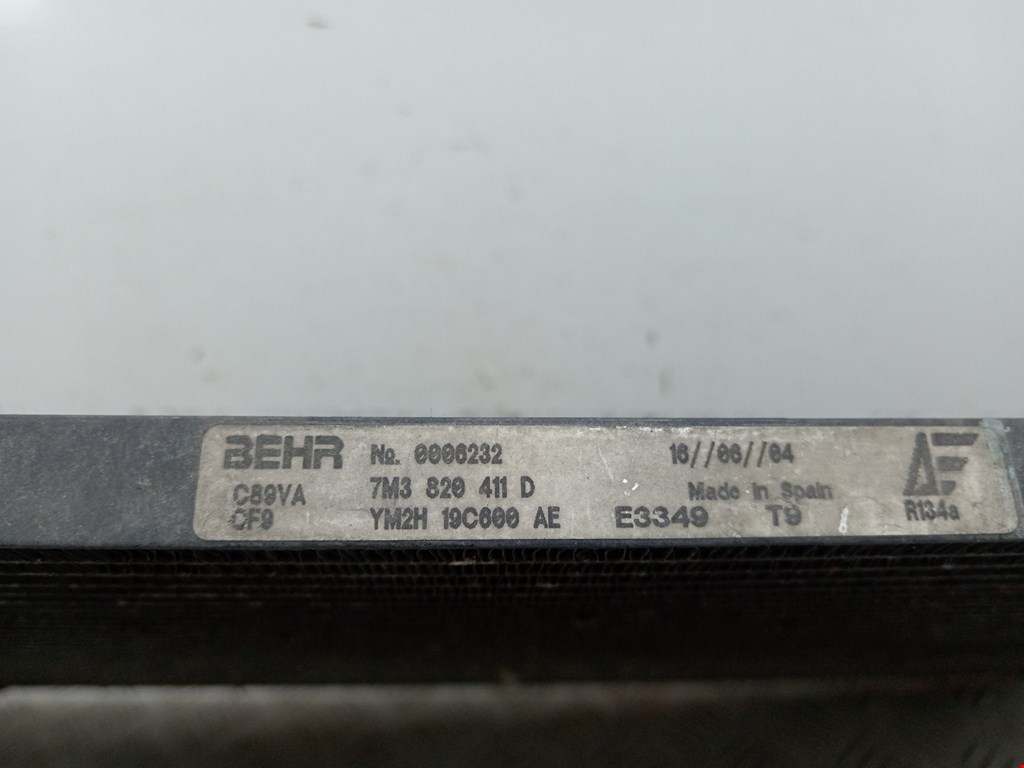 BEHR No. 0006232 16//06//04 AF
C89VA 7M3 820 411 D Made in Spain
CF9 YM2H 19C600 AE E3349 T9 R134a